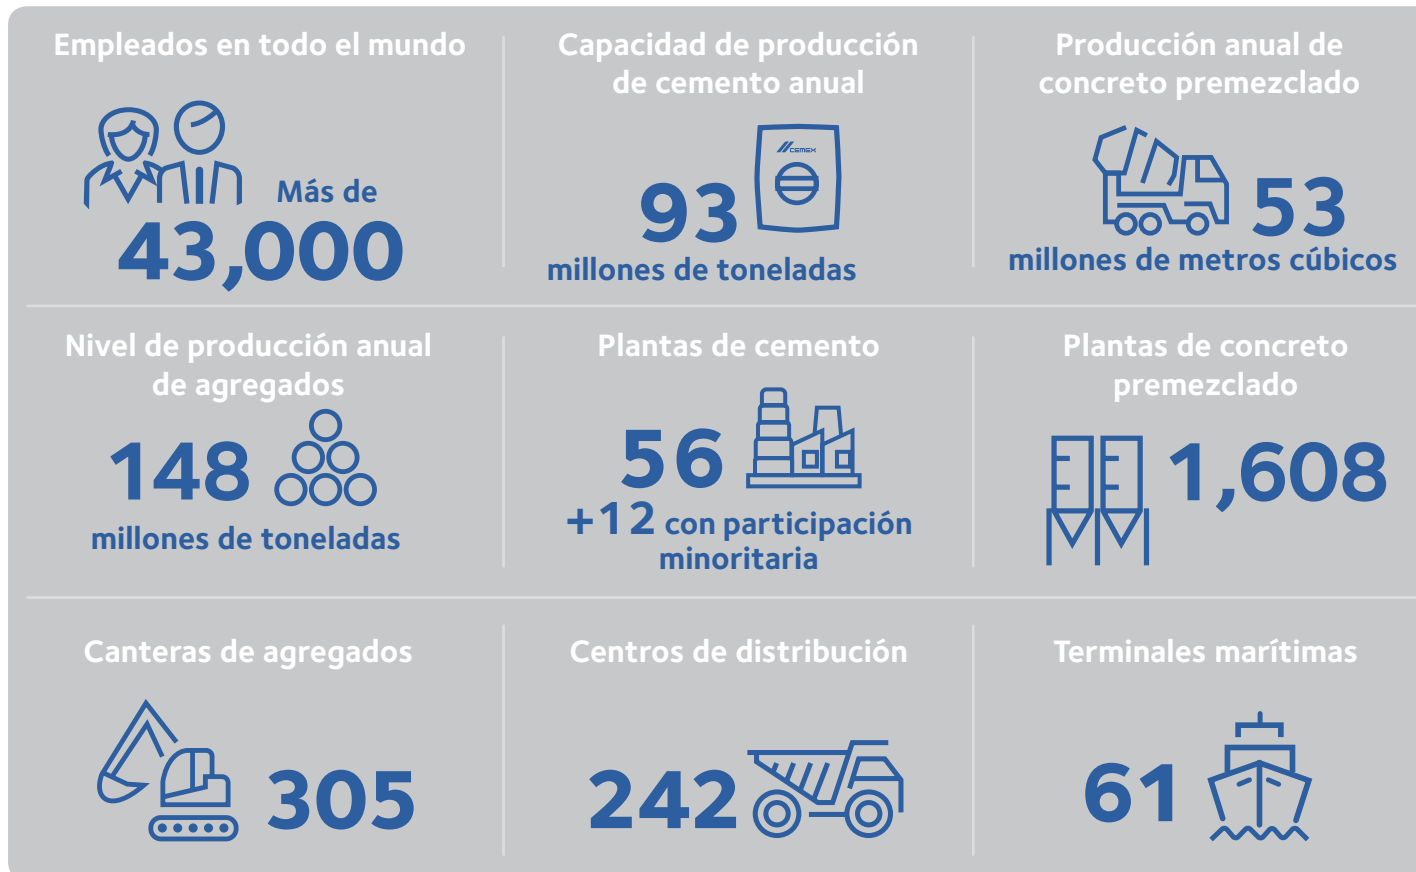 Empleados en todo el mundo
Más de
43,000
Capacidad de producción
de cemento anual
CEMEX
93
millones de toneladas
Producción anual de
concreto premezclado
53
millones de metros cúbicos
Nivel de producción anual
de agregados
148
millones de toneladas
Plantas de cemento
56
+12 con participación
minoritaria
Plantas de concreto
premezclado
1,608
Canteras de agregados
305
Centros de distribución
242
Terminales marítimas
61